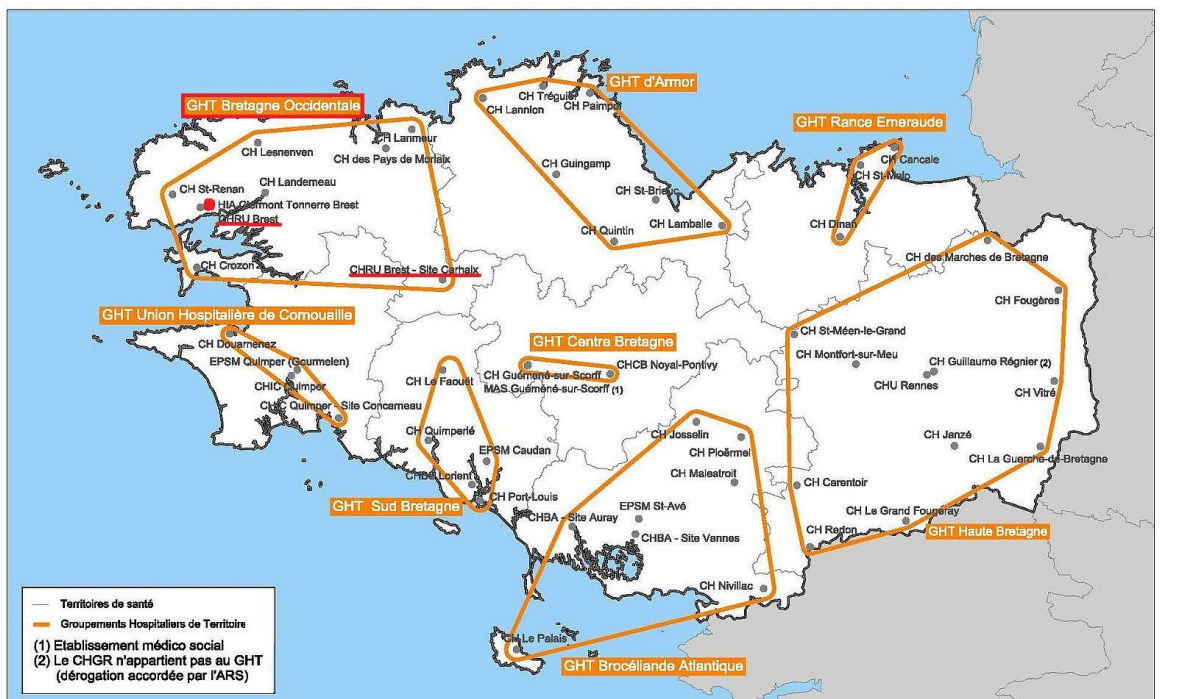 GHT d'Armor
CH Tréguier
CH Paimpol
CH Lannion
GHT Bretagne Occidentale
GHT Rance Emeraude
CH Lanmeur
CH Lesnenven
CH des Pays de Morlaix
CH Cancale
CH St-Malo
CH Guingamp
CH Landerneau
CH St-Renan
CH St-Brieuc
HIA Clermont Tonnerre Brest
CHRU Brest
CH Lamballe
CH Dinan
CH Quintin
CH des Marches de Bretagne
CH Crozon
CHRU Brest - Site Carhaix
CH Fougères
GHT Union Hospitalière de Cornouaille
CH St-Méen-le-Grand
GHT Centre Bretagne
CH Douarnenez
EPSM Quimper (Gourmelen)
CH Montfort-sur-Meu
CH Guillaume Régnier (2)
CHCB Noyal-Pontivy
CH Guémené-sur-Scorff
CH Le Faouët
CHIC Quimper
MAS Guémené-sur-Scorff (1)
CHU Rennes
CH Vitré
CHIC Quimper - Site Concarneau
CH Josselin
CH Quimperlé
CH Ploërmel
CH Janzé
EPSM Caudan
CH La Guerche-de-Bretagne
CH Malestroit
CHBS Lorient
CH Carentoir
CH Port-Louis
GHT Sud Bretagne
EPSM St-Avé
CH Le Grand Fougeray
CHBA - Site Auray
CH Redon
GHT Haute Bretagne
CHBA - Site Vannes
CH Nivillac
CH Le Palais
GHT Brocéliande Atlantique
Territoires de santé
Groupements Hospitaliers de Territoire
(1) Etablissement médico social
(2) Le CHGR n'appartient pas au GHT
(dérogation accordée par l'ARS)